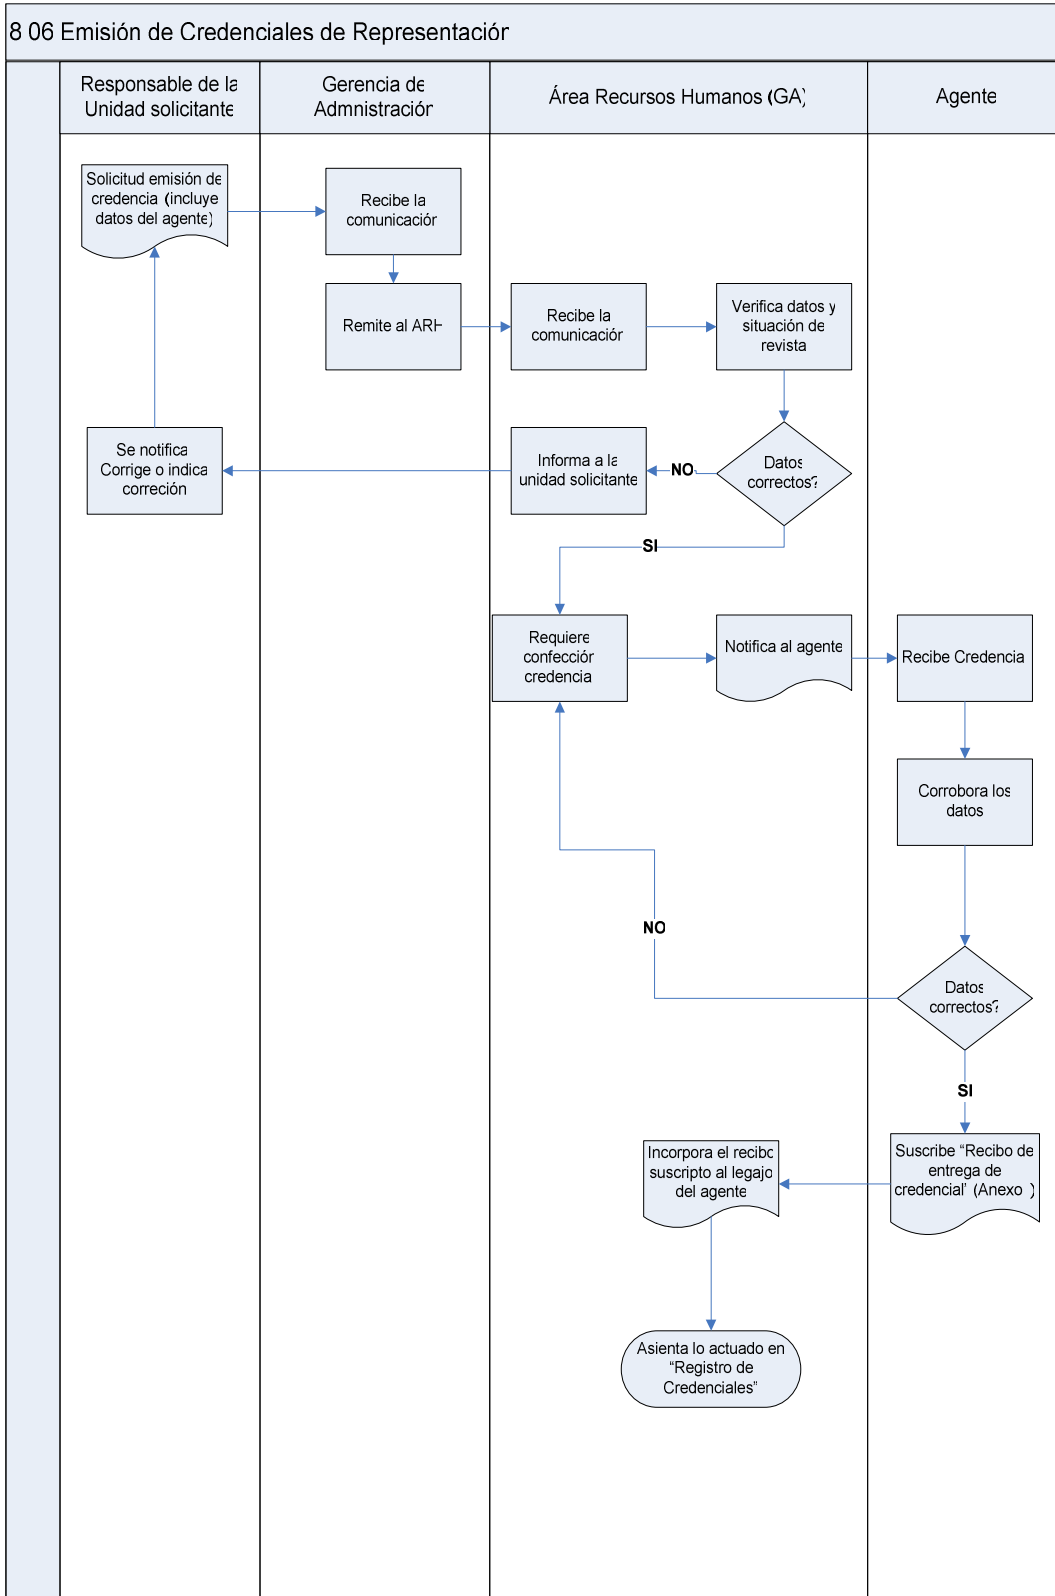 8 06 Emisión de Credenciales de Representación
Responsable de la
Unidad solicitante
Gerencia de
Admnistración
Área Recursos Humanos (GA)
Agente
Solicitud emisión de
credencia (incluye
datos del agente)
Recibe la
comunicación
Remite al ARH
Recibe la
comunicación
Verifica datos y
situación de
revista
Se notifica
Corrige o indica
correción
Informa a la
unidad solicitante
NO
Datos
correctos?
SI
Requiere
confección
credencia
Notifica al agente
Recibe Credencia
Corrobora los
datos
NO
Datos
correctos?
SI
Incorpora el recibo
suscripto al legajo
del agente
Suscribe “Recibo de
entrega de
credencial” (Anexo )
Asienta lo actuado en
“Registro de
Credenciales”